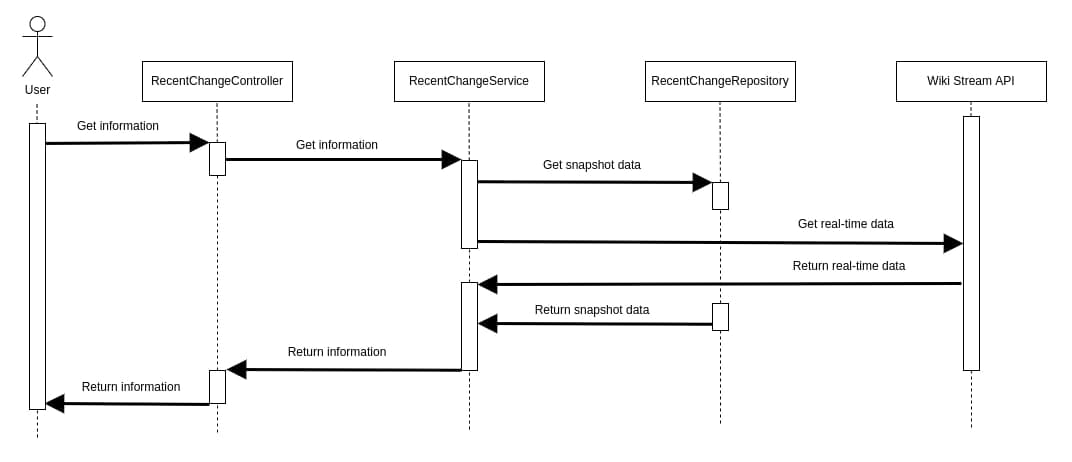 User
RecentChangeController
RecentChangeService
RecentChangeRepository
Wiki Stream API
Get information
Get information
Get snapshot data
Get real-time data
Return real-time data
Return snapshot data
Return information
Return information